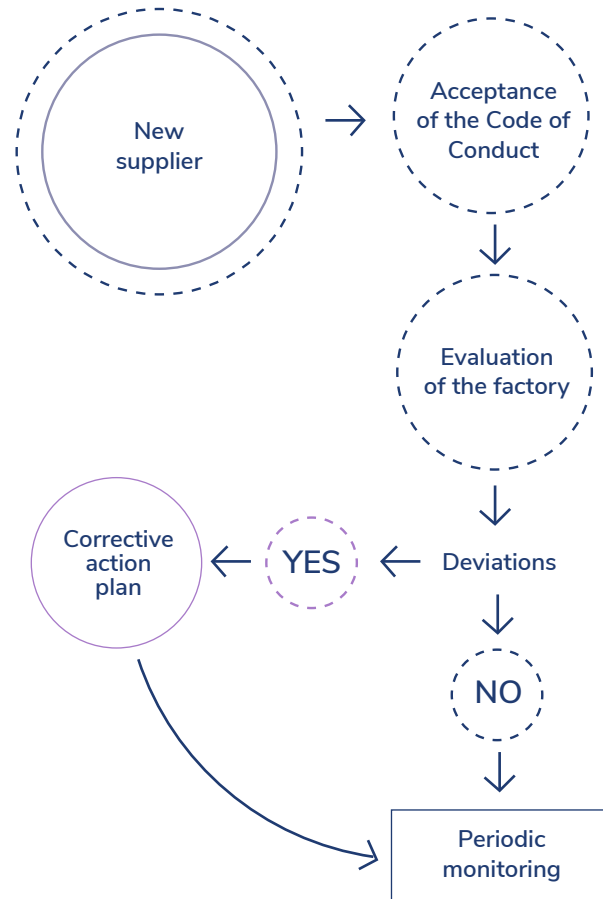 New
supplier
Acceptance
of the Code of
Conduct
Evaluation
of the factory
Deviations
YES
Corrective
action
plan
NO
Periodic
monitoring